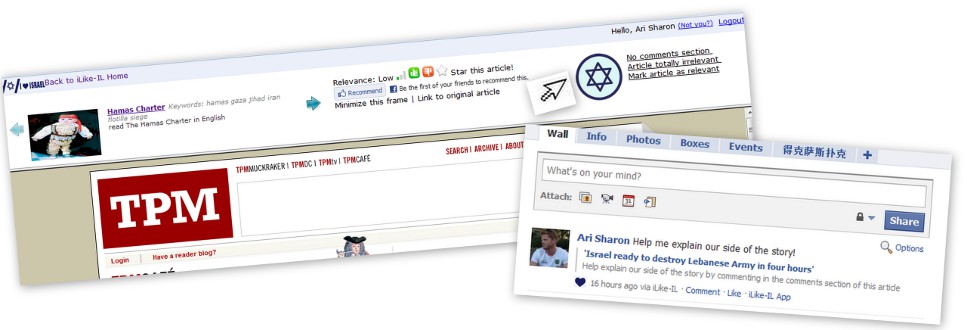 Hello, Ari Sharon (Not you?) Logout
I ♥ ISRAEL Back to iLike-IL Home
Relevance: Low Star this article!
Recommend Be the first of your friends to recommend this.
Minimize this frame | Link to original article
No comments section
Article totally irrelevant
Mark article as relevant
Hamas Charter Keywords: hamas gaza jihad iran
flotilla siege
read The Hamas Charter in English
TPMMUCKRAKER | TPMDC | TPMtv | TPMCAFE
SEARCH | ARCHIVE | ABOUT
TPM
Login | Have a reader blog?
Wall Info Photos Boxes Events 得克萨斯扑克 +
What's on your mind?
Attach: 31
Share
Options
Ari Sharon Help me explain our side of the story!
'Israel ready to destroy Lebanese Army in four hours'
Help explain our side of the story by commenting in the comments section of this article
16 hours ago via iLike-IL · Comment · Like · iLike-IL App